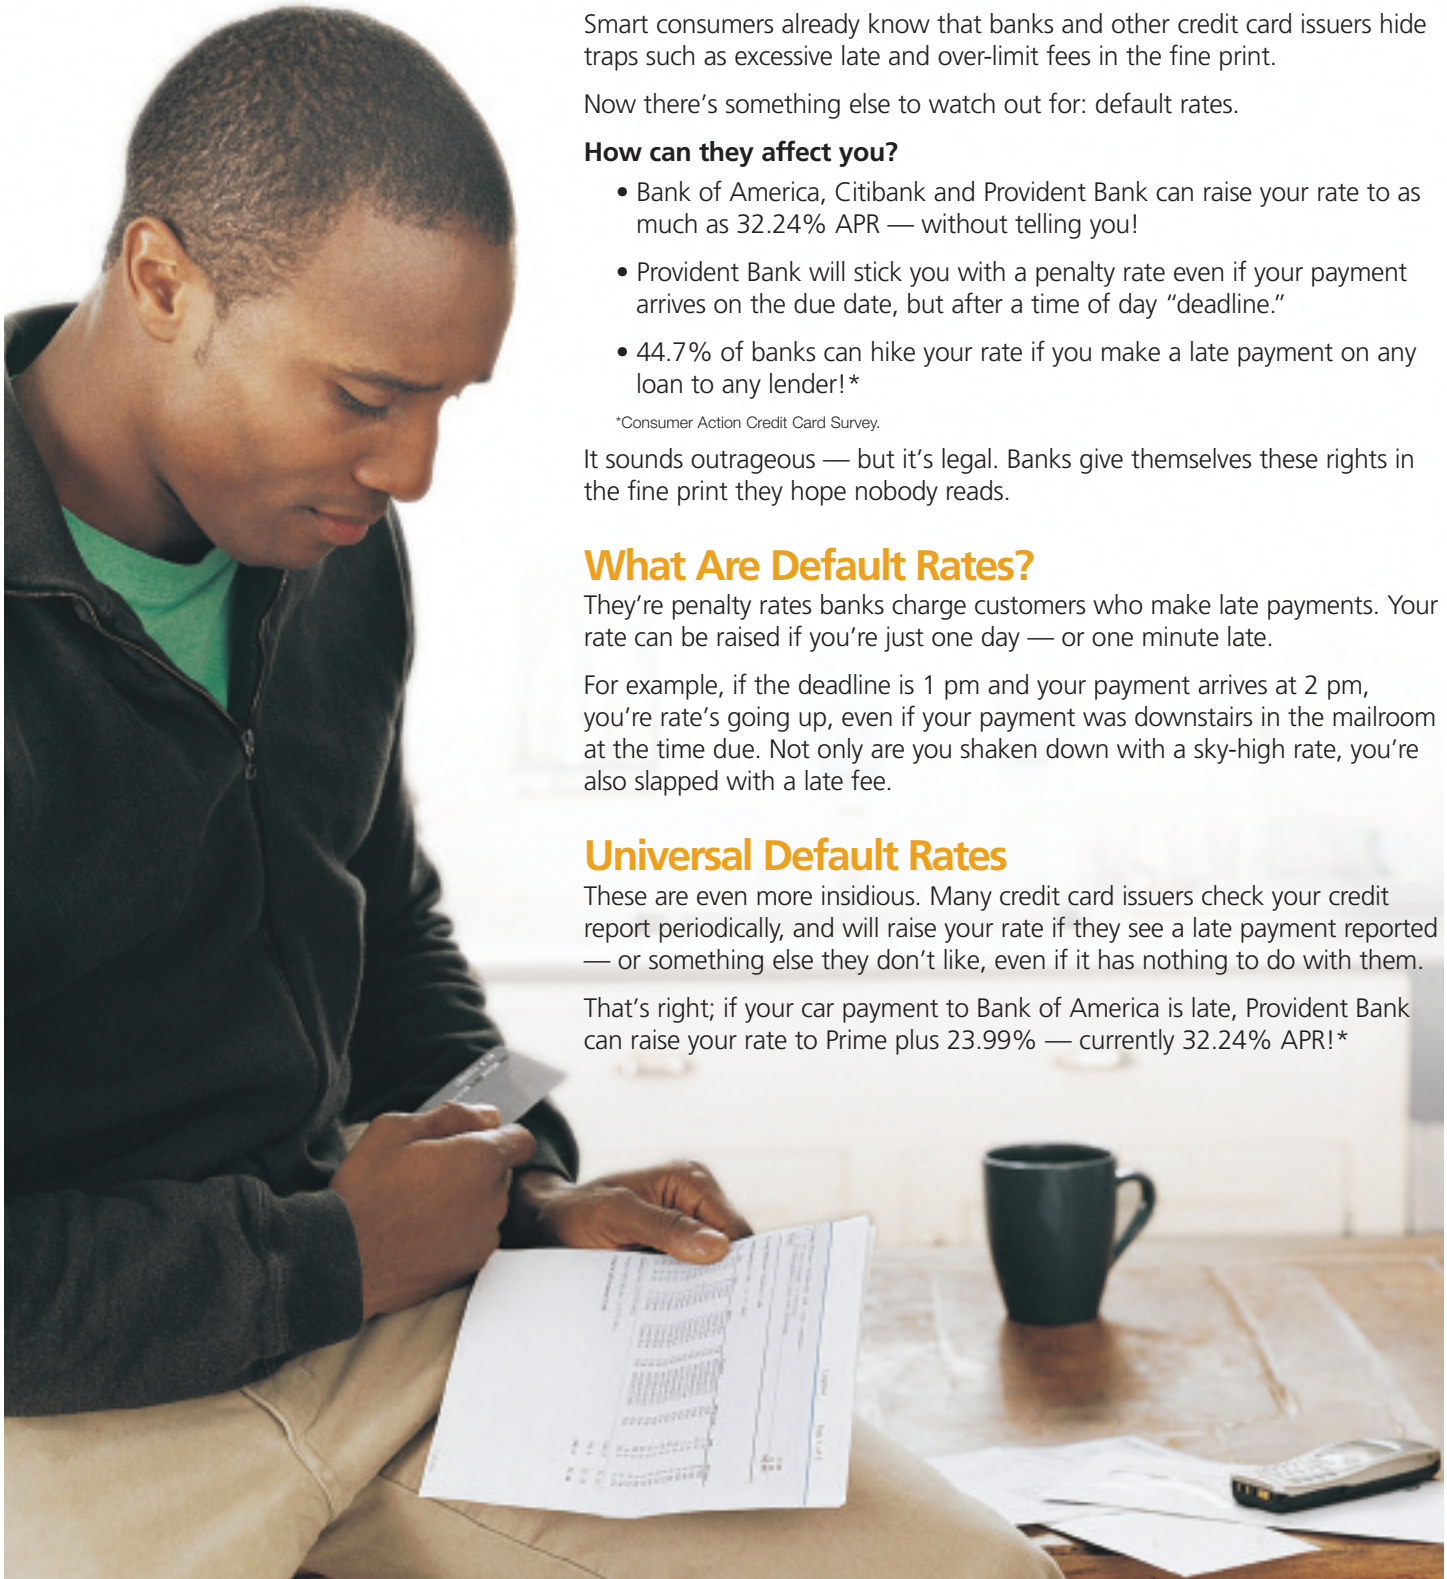 Smart consumers already know that banks and other credit card issuers hide
traps such as excessive late and over-limit fees in the fine print.
Now there's something else to watch out for: default rates.
How can they affect you?
• Bank of America, Citibank and Provident Bank can raise your rate to as
much as 32.24% APR — without telling you!
• Provident Bank will stick you with a penalty rate even if your payment
arrives on the due date, but after a time of day “deadline.”
• 44.7% of banks can hike your rate if you make a late payment on any
loan to any lender!*
*Consumer Action Credit Card Survey.
It sounds outrageous — but it's legal. Banks give themselves these rights in
the fine print they hope nobody reads.
What Are Default Rates?
They're penalty rates banks charge customers who make late payments. Your
rate can be raised if you're just one day — or one minute late.
For example, if the deadline is 1 pm and your payment arrives at 2 pm,
you're rate's going up, even if your payment was downstairs in the mailroom
at the time due. Not only are you shaken down with a sky-high rate, you're
also slapped with a late fee.
Universal Default Rates
These are even more insidious. Many credit card issuers check your credit
report periodically, and will raise your rate if they see a late payment reported
— or something else they don't like, even if it has nothing to do with them.
That's right; if your car payment to Bank of America is late, Provident Bank
can raise your rate to Prime plus 23.99% — currently 32.24% APR!*